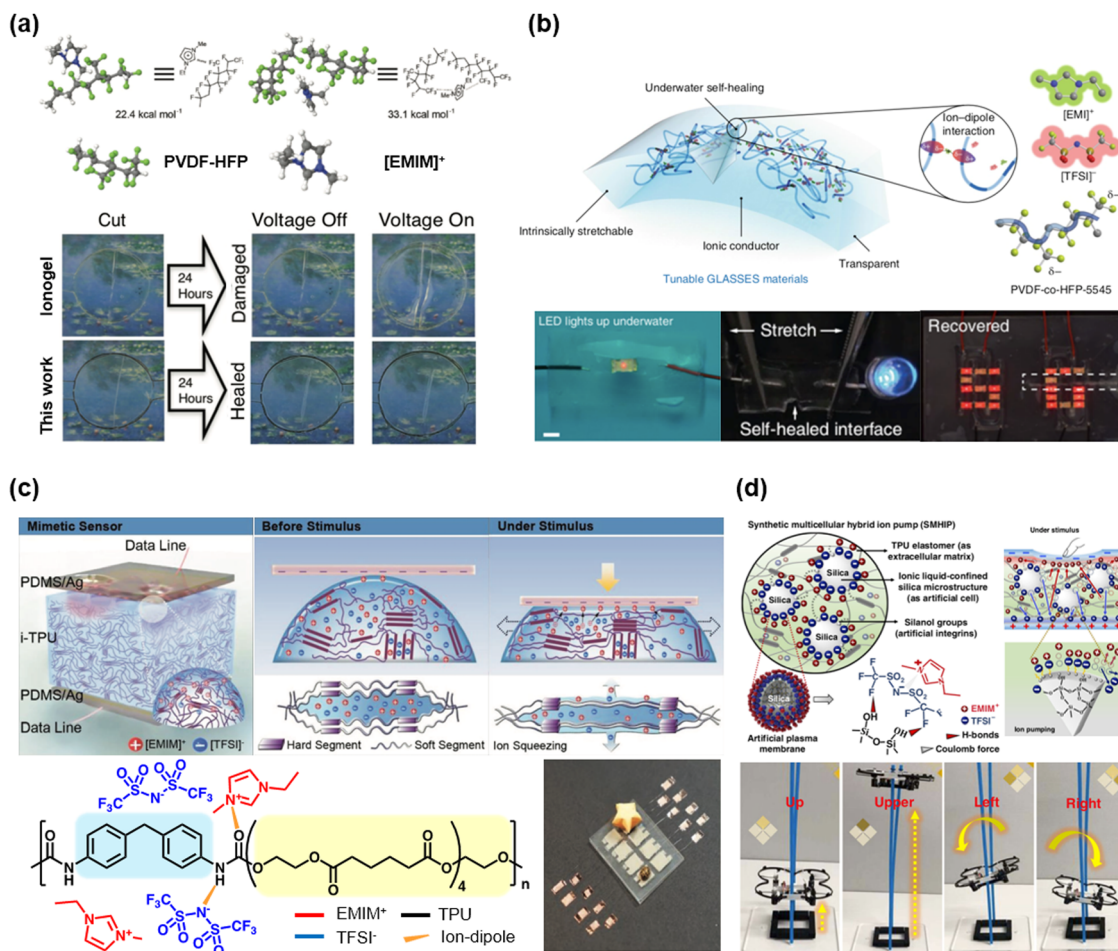 (a)
Me
Et
CF3
22.4 kcal mol-1
33.1 kcal mol-1
PVDF-HFP
[EMIM]+
Cut
Voltage Off
Voltage On
Ionogel
24
Hours
Damaged
This work
24
Hours
Healed
(b)
Underwater self-healing
Ion–dipole
interaction
[EMI]+
[TFSI]–
δ–
δ–
Intrinsically stretchable
Ionic conductor
Transparent
Tunable GLASSES materials
PVDF-co-HFP-5545
LED lights up underwater
Stretch
Self-healed interface
Recovered
(c)
Mimetic Sensor
Before Stimulus
Under Stimulus
Data Line
PDMS/Ag
i-TPU
PDMS/Ag
Data Line
[EMIM]+
[TFSI]-
Hard Segment
Soft Segment
Ion Squeezing
EMIM+
TPU
TFSI-
Ion-dipole
(d)
Synthetic multicellular hybrid ion pump (SMHIP)
TPU elastomer (as
extracellular matrix)
Ionic liquid-confined
silica microstructure
(as artificial cell)
Silanol groups
(artificial integrins)
Silica
Silica
Silica
Silica
Artificial plasma
membrane
Under stimulus
Ion pumping
EMIM+
TFSI−
H-bonds
Coulomb force
Up
Upper
Left
Right